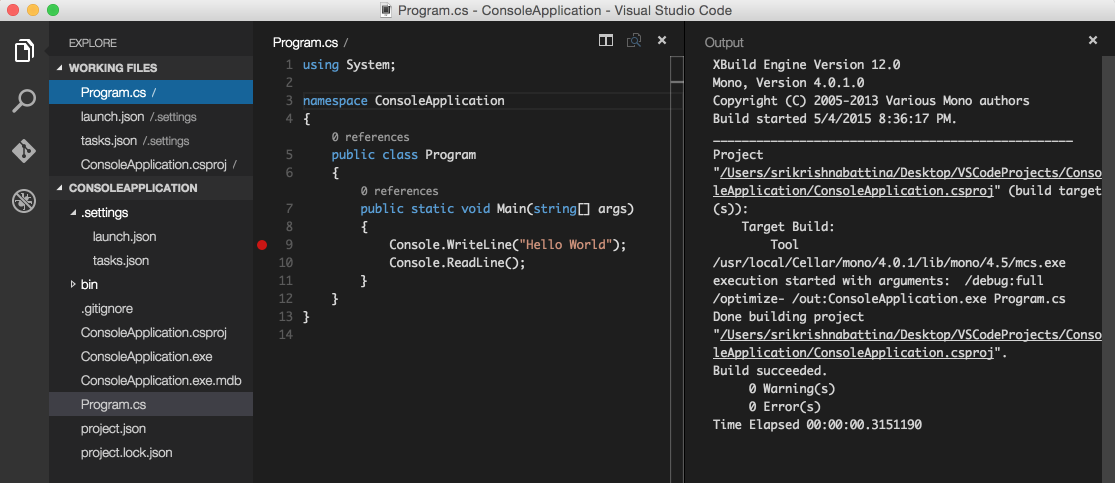 Program.cs - ConsoleApplication - Visual Studio Code
EXPLORE
WORKING FILES
Program.cs /
launch.json /.settings
tasks.json /.settings
ConsoleApplication.csproj /
CONSOLEAPPLICATION
.settings
launch.json
tasks.json
bin
.gitignore
ConsoleApplication.csproj
ConsoleApplication.exe
ConsoleApplication.exe.mdb
Program.cs
project.json
project.lock.json
Program.cs /
1 using System;
2
3 namespace ConsoleApplication
4 {
0 references
5 public class Program
6 {
0 references
7 public static void Main(string[] args)
8 {
9 Console.WriteLine("Hello World");
10 Console.ReadLine();
11 }
12 }
13 }
14
Output
XBuild Engine Version 12.0
Mono, Version 4.0.1.0
Copyright (C) 2005-2013 Various Mono authors
Build started 5/4/2015 8:36:17 PM.
__________________________________________________
Project
"/Users/srikrishnabattina/Desktop/VSCodeProjects/Conso
leApplication/ConsoleApplication.csproj" (build target
(s)):
Target Build:
Tool
/usr/local/Cellar/mono/4.0.1/lib/mono/4.5/mcs.exe
execution started with arguments:  /debug:full
/optimize- /out:ConsoleApplication.exe Program.cs
Done building project
"/Users/srikrishnabattina/Desktop/VSCodeProjects/Conso
leApplication/ConsoleApplication.csproj".
Build succeeded.
0 Warning(s)
0 Error(s)
Time Elapsed 00:00:00.3151190